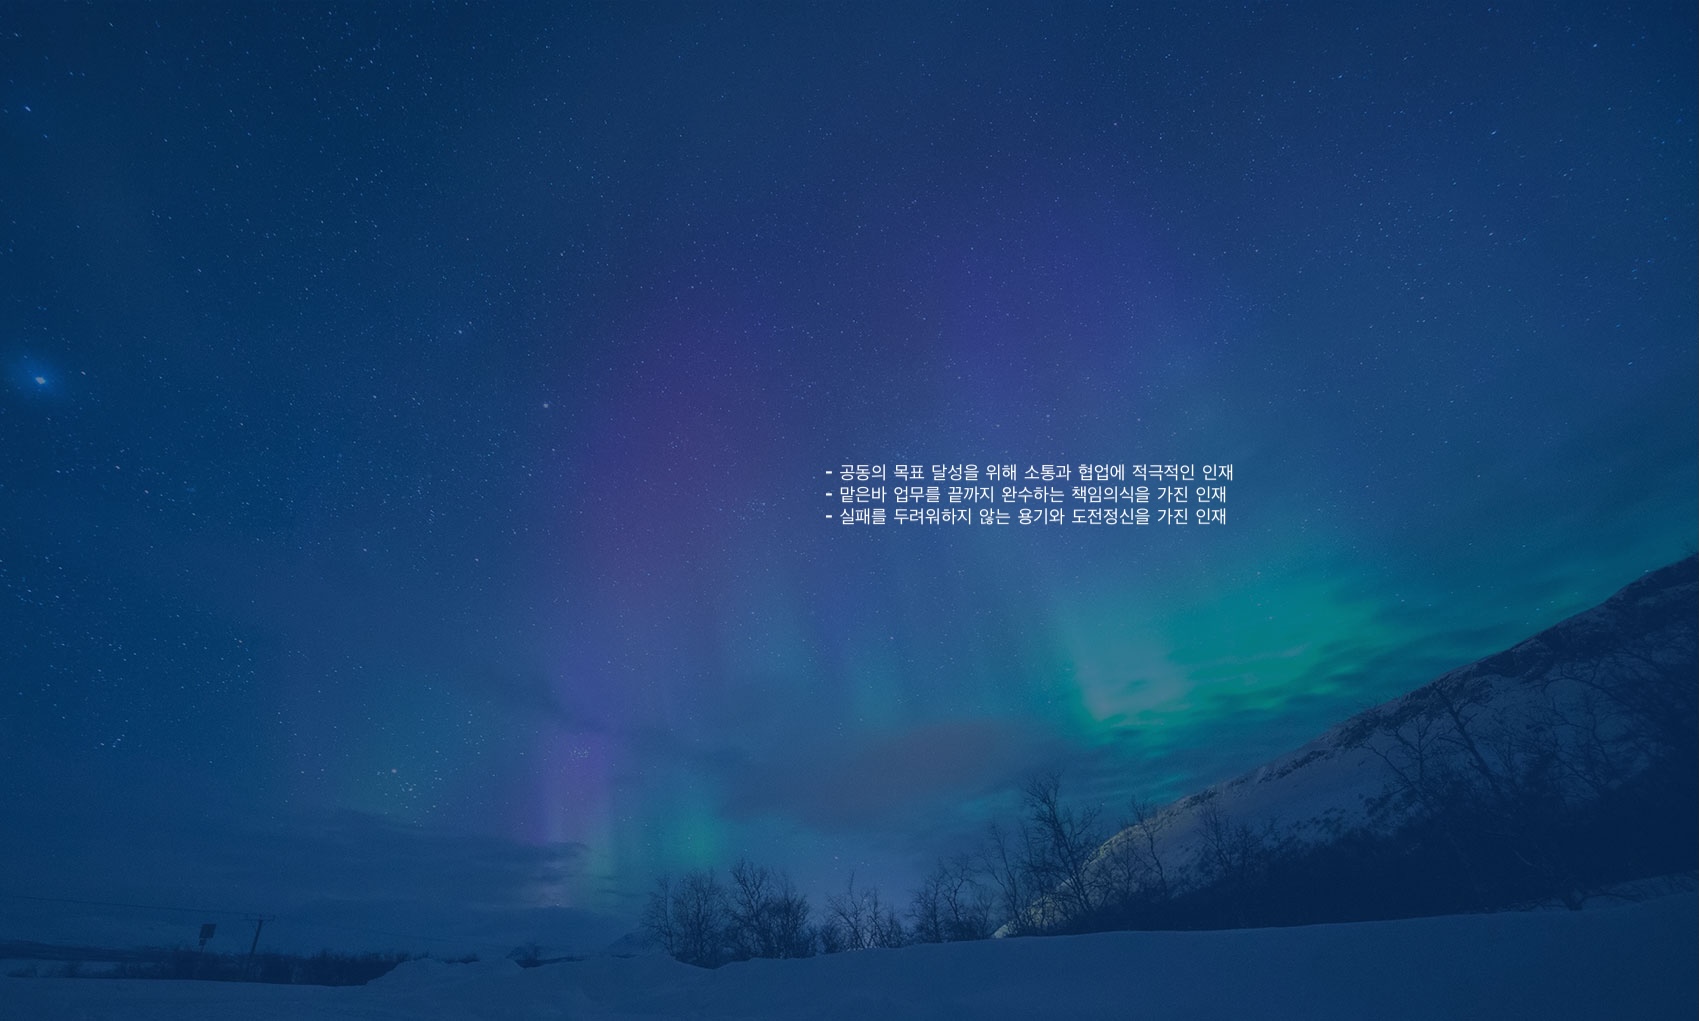 - 공동의 목표 달성을 위해 소통과 협업에 적극적인 인재
- 맡은바 업무를 끝까지 완수하는 책임의식을 가진 인재
- 실패를 두려워하지 않는 용기와 도전정신을 가진 인재